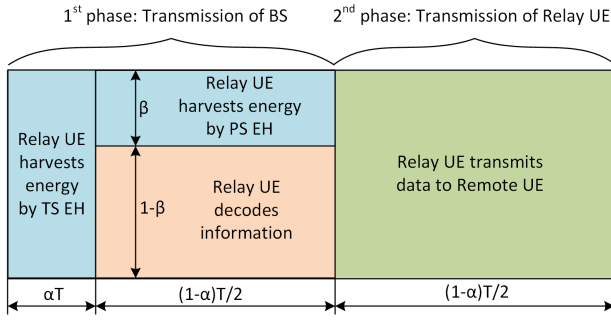 1st phase: Transmission of BS
2nd phase: Transmission of Relay UE
Relay UE
harvests
energy
by TS EH
β
Relay UE
harvests energy
by PS EH
1-β
Relay UE
decodes
information
Relay UE transmits
data to Remote UE
αT
(1-α)T/2
(1-α)T/2